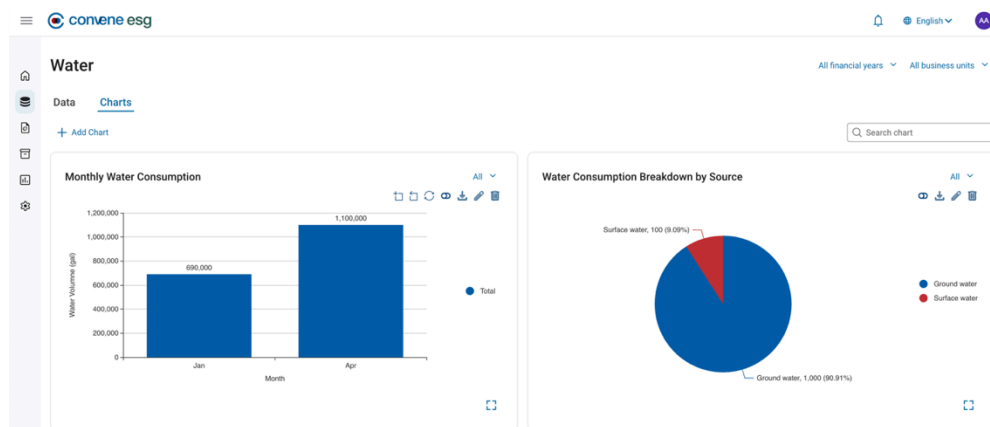 convene esg
English
AA
Water
All financial years
All business units
Data
Charts
+ Add Chart
Search chart
Monthly Water Consumption
All
1,200,000
1,000,000
800,000
600,000
400,000
200,000
0
Water Volumne (gal)
690,000
1,100,000
Jan
Apr
Month
Total
Water Consumption Breakdown by Source
All
Surface water, 100 (9.09%)
Ground water, 1,000 (90.91%)
Ground water
Surface water